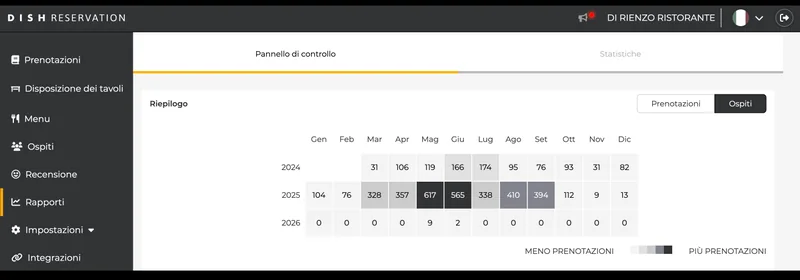 DISH RESERVATION
DI RIENZO RISTORANTE
Prenotazioni
Disposizione dei tavoli
Menu
Ospiti
Recensione
Rapporti
Impostazioni
Integrazioni
Pannello di controllo Statistiche
Riepilogo Prenotazioni Ospiti
Gen Feb Mar Apr Mag Giu Lug Ago Set Ott Nov Dic
2024 31 106 119 166 174 95 76 93 31 82
2025 104 76 328 357 617 565 338 410 394 112 9 13
2026 0 0 0 0 9 2 0 0 0 0 0 0
MENO PRENOTAZIONI PIÙ PRENOTAZIONI